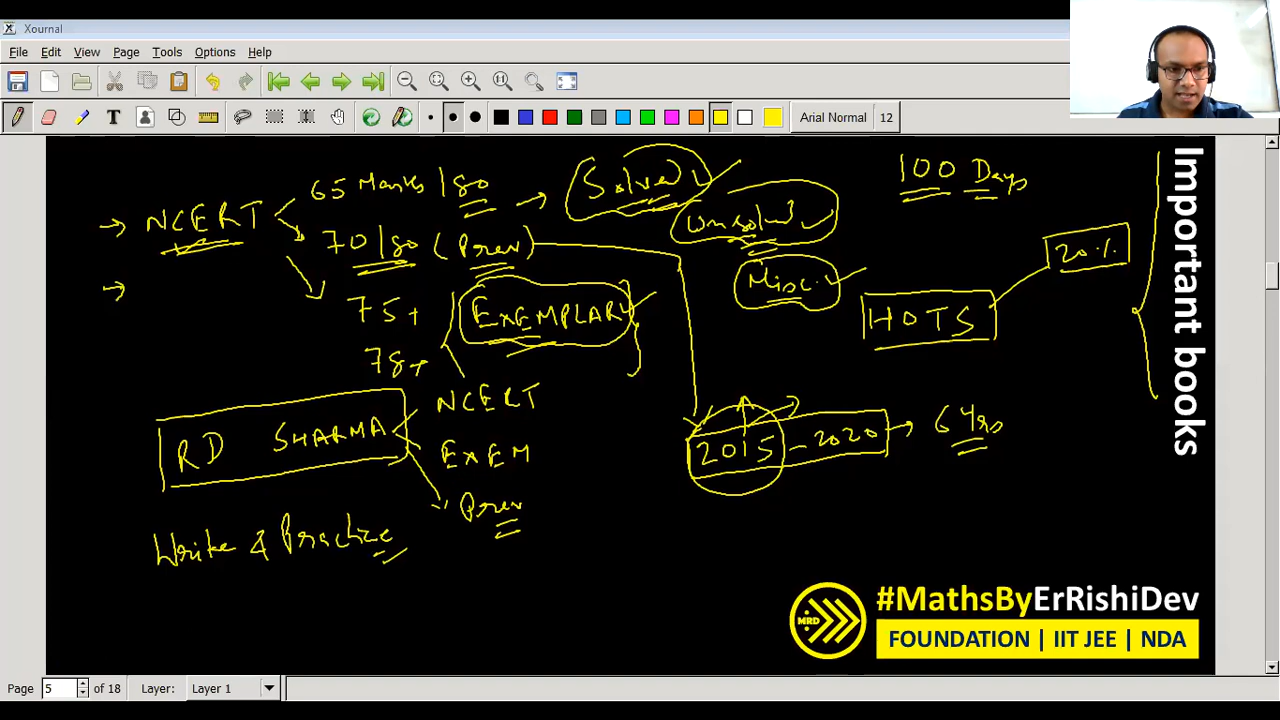 Xournal
File Edit View Page Tools Options Help
Arial Normal 12
Important books
→ NCERT
65 Marks / 80 → Solved
Unsolved
Misc.
100 Days
70/80 (Prev)
20%
HOTS
→
75+ EXEMPLAR
78+
RD SHARMA
NCERT
EXEM
Prev
2015 - 2020 → 6 Yrs
Write & Practice
MRD
#MathsByErRishiDev
FOUNDATION | IIT JEE | NDA
Page 5 of 18 Layer: Layer 1